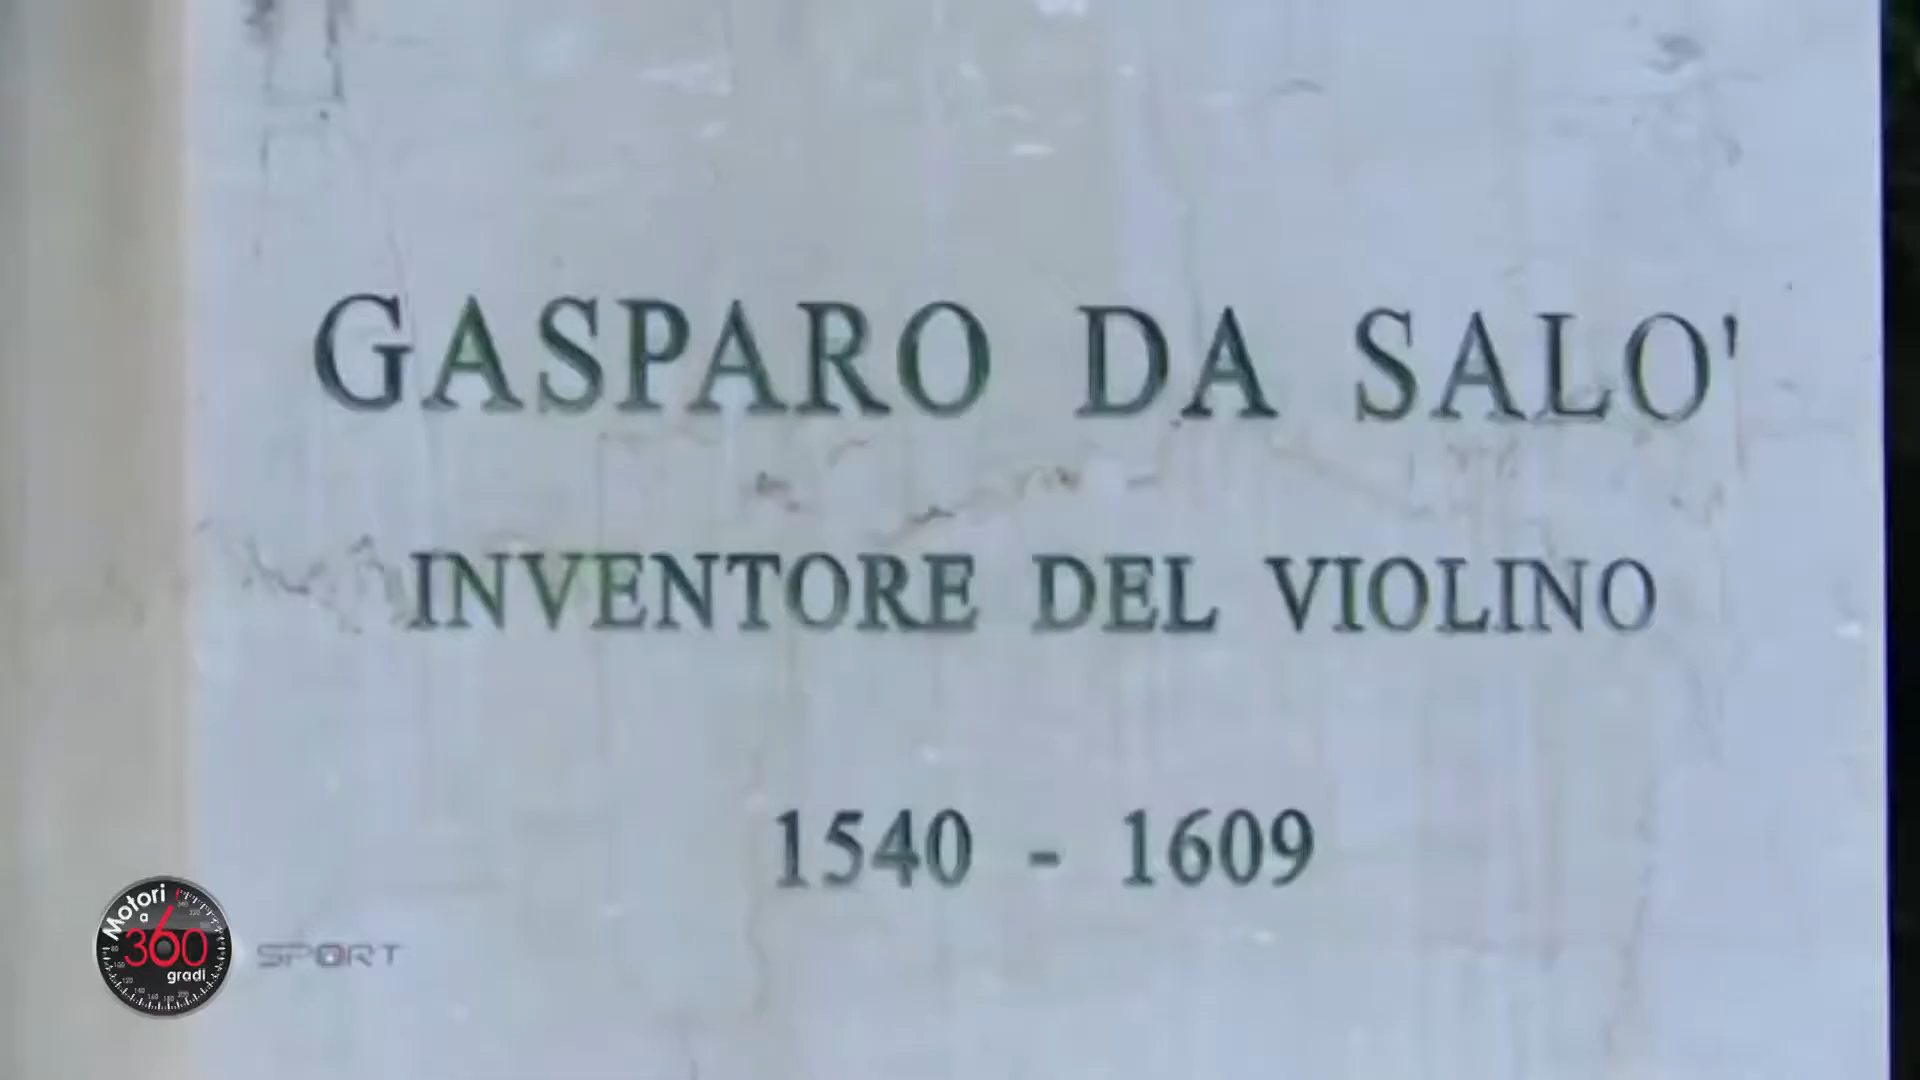 GASPARO DA SALO'
INVENTORE DEL VIOLINO
1540 - 1609
Motori
a
360
gradi
SPORT